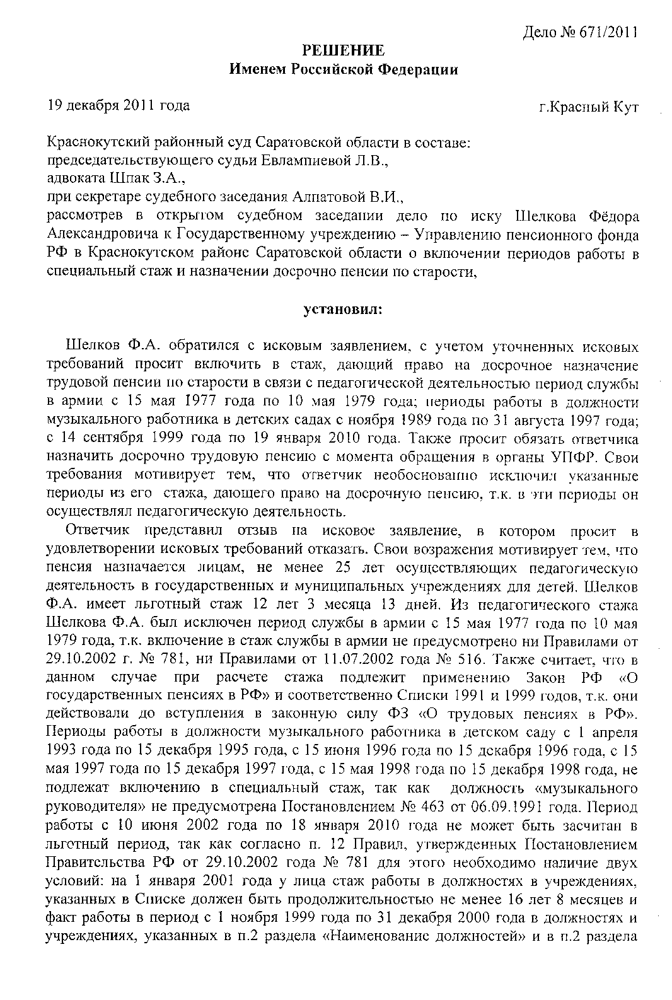 Дело № 671/2011
РЕШЕНИЕ
Именем Российской Федерации
19 декабря 2011 года г.Красный Кут
Краснокутский районный суд Саратовской области в составе:
председательствующего судьи Евлампиевой Л.В.,
адвоката Шпак З.А.,
при секретаре судебного заседания Алпатовой В.И.,
рассмотрев в открытом судебном заседании дело по иску Шелкова Фёдора
Александровича к Государственному учреждению – Управлению пенсионного фонда
РФ в Краснокутском районе Саратовской области о включении периодов работы в
специальный стаж и назначении досрочно пенсии по старости,
установил:
Шелков Ф.А. обратился с исковым заявлением, с учетом уточненных исковых
требований просит включить в стаж, дающий право на досрочное назначение
трудовой пенсии по старости в связи с педагогической деятельностью период службы
в армии с 15 мая 1977 года по 10 мая 1979 года; периоды работы в должности
музыкального работника в детских садах с ноября 1989 года по 31 августа 1997 года;
с 14 сентября 1999 года по 19 января 2010 года. Также просит обязать ответчика
назначить досрочно трудовую пенсию с момента обращения в органы УПФР. Свои
требования мотивирует тем, что ответчик необоснованно исключил указанные
периоды из его стажа, дающего право на досрочную пенсию, т.к. в эти периоды он
осуществлял педагогическую деятельность.
Ответчик представил отзыв на исковое заявление, в котором просит в
удовлетворении исковых требований отказать. Свои возражения мотивирует тем, что
пенсия назначается лицам, не менее 25 лет осуществляющих педагогическую
деятельность в государственных и муниципальных учреждениях для детей. Шелков
Ф.А. имеет льготный стаж 12 лет 3 месяца 13 дней. Из педагогического стажа
Шелкова Ф.А. был исключен период службы в армии с 15 мая 1977 года по 10 мая
1979 года, т.к. включение в стаж службы в армии не предусмотрено ни Правилами от
29.10.2002 г. № 781, ни Правилами от 11.07.2002 года № 516. Также считает, что в
данном случае при расчете стажа подлежит применению Закон РФ «О
государственных пенсиях в РФ» и соответственно Списки 1991 и 1999 годов, т.к. они
действовали до вступления в законную силу ФЗ «О трудовых пенсиях в РФ».
Периоды работы в должности музыкального работника в детском саду с 1 апреля
1993 года по 15 декабря 1995 года, с 15 июня 1996 года по 15 декабря 1996 года, с 15
мая 1997 года по 15 декабря 1997 года, с 15 мая 1998 года по 15 декабря 1998 года, не
подлежат включению в специальный стаж, так как должность «музыкального
руководителя» не предусмотрена Постановлением № 463 от 06.09.1991 года. Период
работы с 10 июня 2002 года по 18 января 2010 года не может быть засчитан в
льготный период, так как согласно п. 12 Правил, утвержденных Постановлением
Правительства РФ от 29.10.2002 года № 781 для этого необходимо наличие двух
условий: на 1 января 2001 года у лица стаж работы в должностях в учреждениях,
указанных в Списке должен быть продолжительностью не менее 16 лет 8 месяцев и
факт работы в период с 1 ноября 1999 года по 31 декабря 2000 года в должностях и
учреждениях, указанных в п.2 раздела «Наименование должностей» и в п.2 раздела